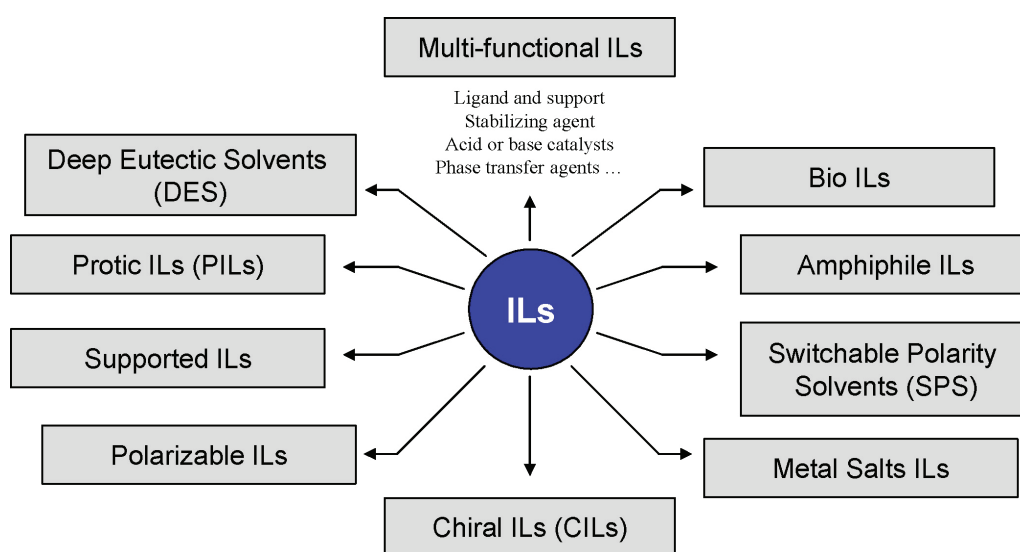 Multi-functional ILs
Ligand and support
Stabilizing agent
Acid or base catalysts
Phase transfer agents ...
Deep Eutectic Solvents
(DES)
Bio ILs
Protic ILs (PILs)
Amphiphile ILs
ILs
Supported ILs
Switchable Polarity
Solvents (SPS)
Polarizable ILs
Metal Salts ILs
Chiral ILs (CILs)